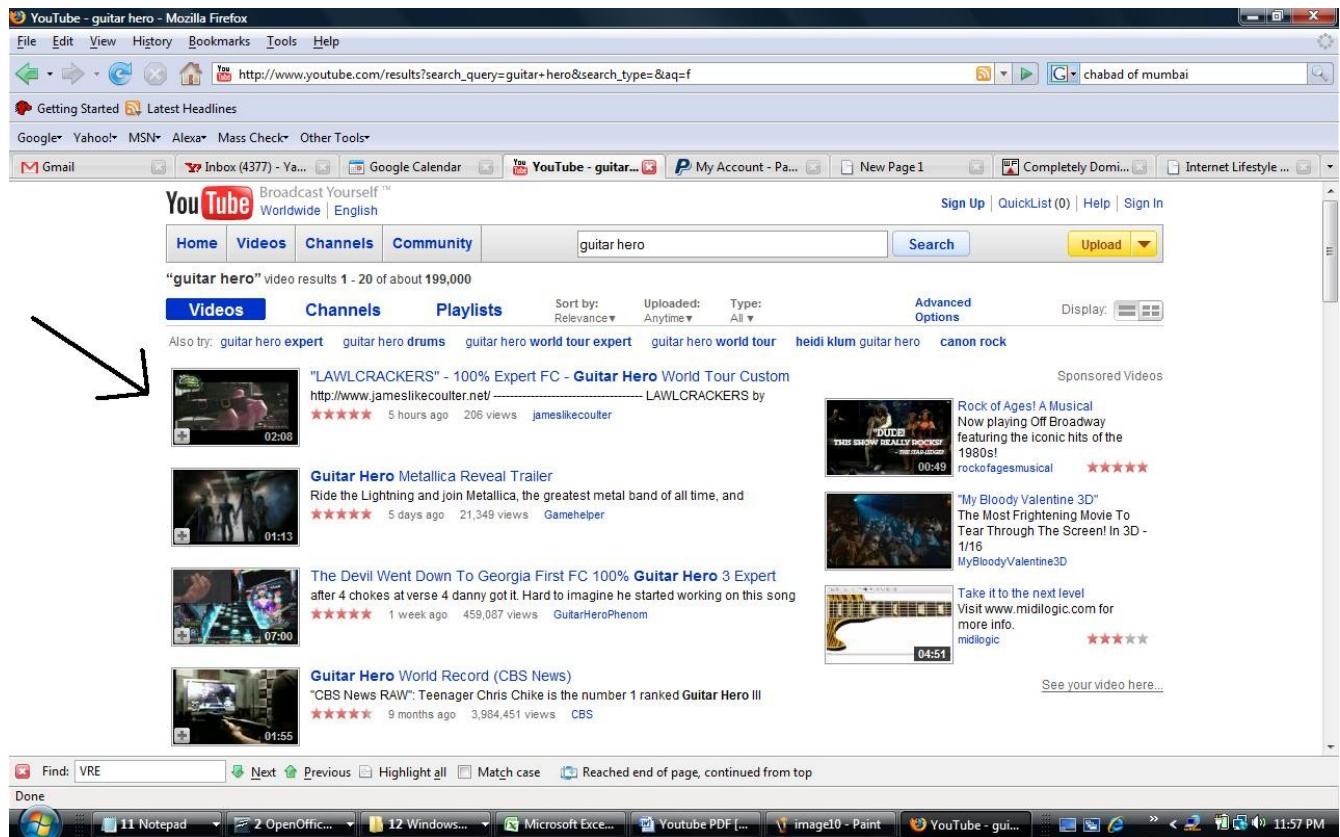 YouTube - guitar hero - Mozilla Firefox
File Edit View History Bookmarks Tools Help
http://www.youtube.com/results?search_query=guitar+hero&search_type=&aq=f
G chabad of mumbai
Getting Started Latest Headlines
Google Yahoo! MSN Alexa Mass Check Other Tools
Gmail Inbox (4377) - Ya... Google Calendar YouTube - guitar... My Account - Pa... New Page 1 Completely Domi... Internet Lifestyle ...
YouTube Broadcast Yourself ™
Worldwide | English
Sign Up | QuickList (0) | Help | Sign In
Home Videos Channels Community guitar hero Search Upload
"guitar hero" video results 1 - 20 of about 199,000
Videos Channels Playlists
Sort by: Uploaded: Type:
Relevance Anytime All
Advanced
Options
Display:
Also try: guitar hero expert guitar hero drums guitar hero world tour expert guitar hero world tour heidi klum guitar hero canon rock
"LAWLCRACKERS" - 100% Expert FC - Guitar Hero World Tour Custom
http://www.jameslikecoulter.net/ ------------------------------------ LAWLCRACKERS by
5 hours ago 206 views jameslikecoulter
02:08
Guitar Hero Metallica Reveal Trailer
Ride the Lightning and join Metallica, the greatest metal band of all time, and
5 days ago 21,349 views Gamehelper
01:13
The Devil Went Down To Georgia First FC 100% Guitar Hero 3 Expert
after 4 chokes at verse 4 danny got it. Hard to imagine he started working on this song
1 week ago 459,087 views GuitarHeroPhenom
07:00
Guitar Hero World Record (CBS News)
"CBS News RAW": Teenager Chris Chike is the number 1 ranked Guitar Hero III
9 months ago 3,984,451 views CBS
01:55
Sponsored Videos
"DUDE!
THIS SHOW REALLY ROCKS!"
00:49
Rock of Ages! A Musical
Now playing Off Broadway
featuring the iconic hits of the
1980s!
rockofagesmusical
"My Bloody Valentine 3D"
The Most Frightening Movie To
Tear Through The Screen! In 3D -
1/16
MyBloodyValentine3D
Take it to the next level
Visit www.midilogic.com for
more info.
midilogic
04:51
See your video here...
Find: VRE Next Previous Highlight all Match case Reached end of page, continued from top
Done
11 Notepad 2 OpenOffic... 12 Windows... Microsoft Exce... Youtube PDF [... image10 - Paint YouTube - gui... 11:57 PM